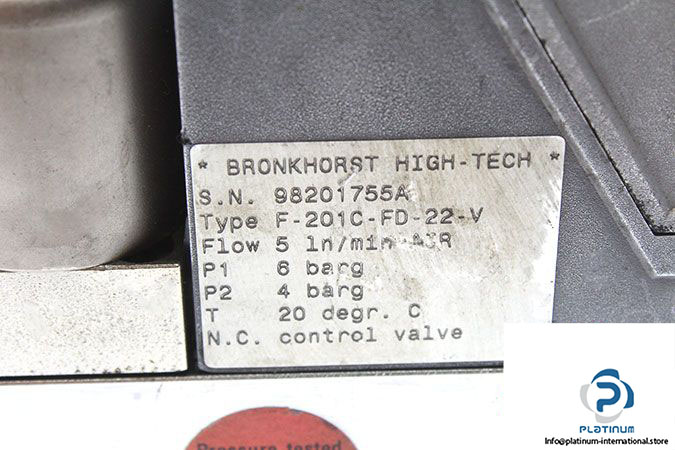 * BRONKHORST HIGH-TECH *
S.N. 98201755A
Type F-201C-FD-22-V
Flow 5 ln/min AIR
P1 6 barg
P2 4 barg
T 20 degr. C
N.C. control valve
Pressure tested
PLATINUM
Info@platinum-international.store